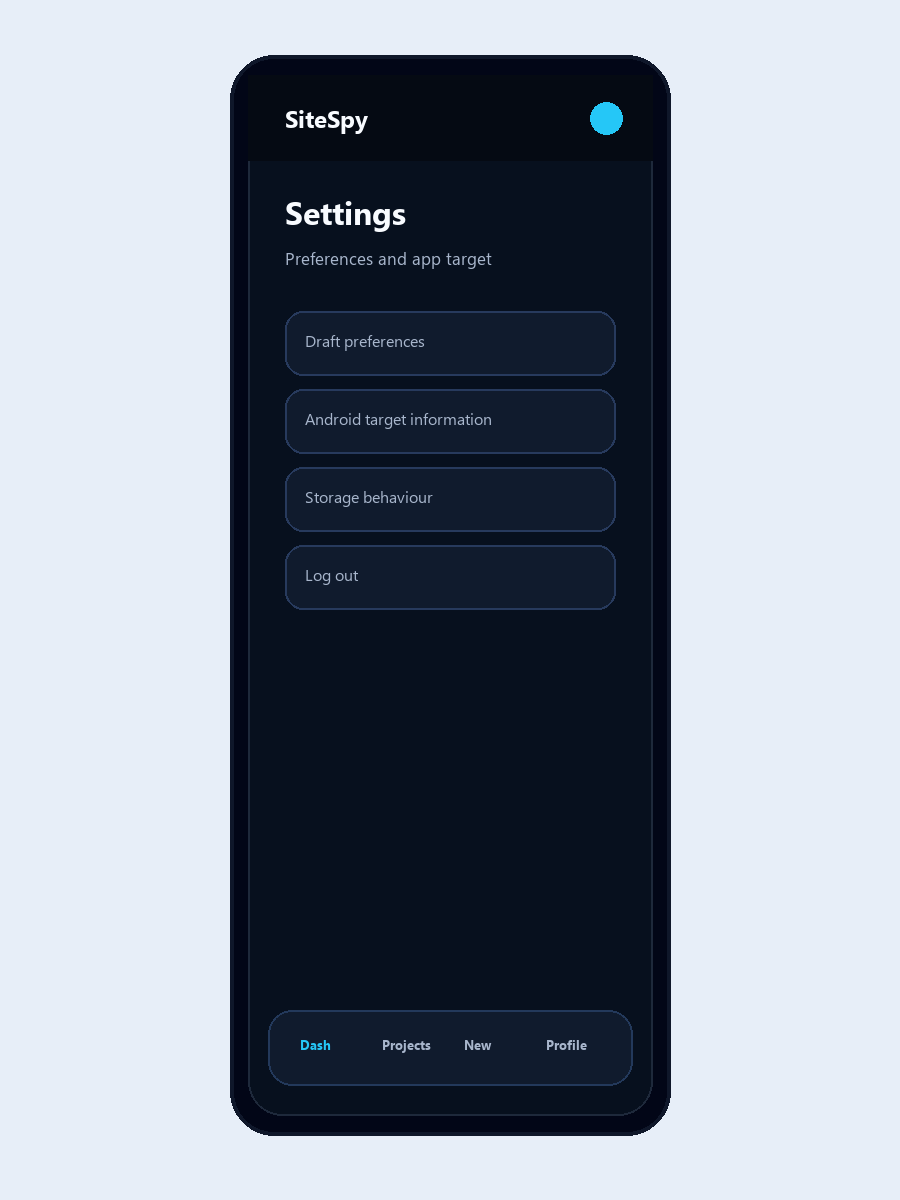 SiteSpy
Settings
Preferences and app target
Draft preferences
Android target information
Storage behaviour
Log out
Dash Projects New Profile